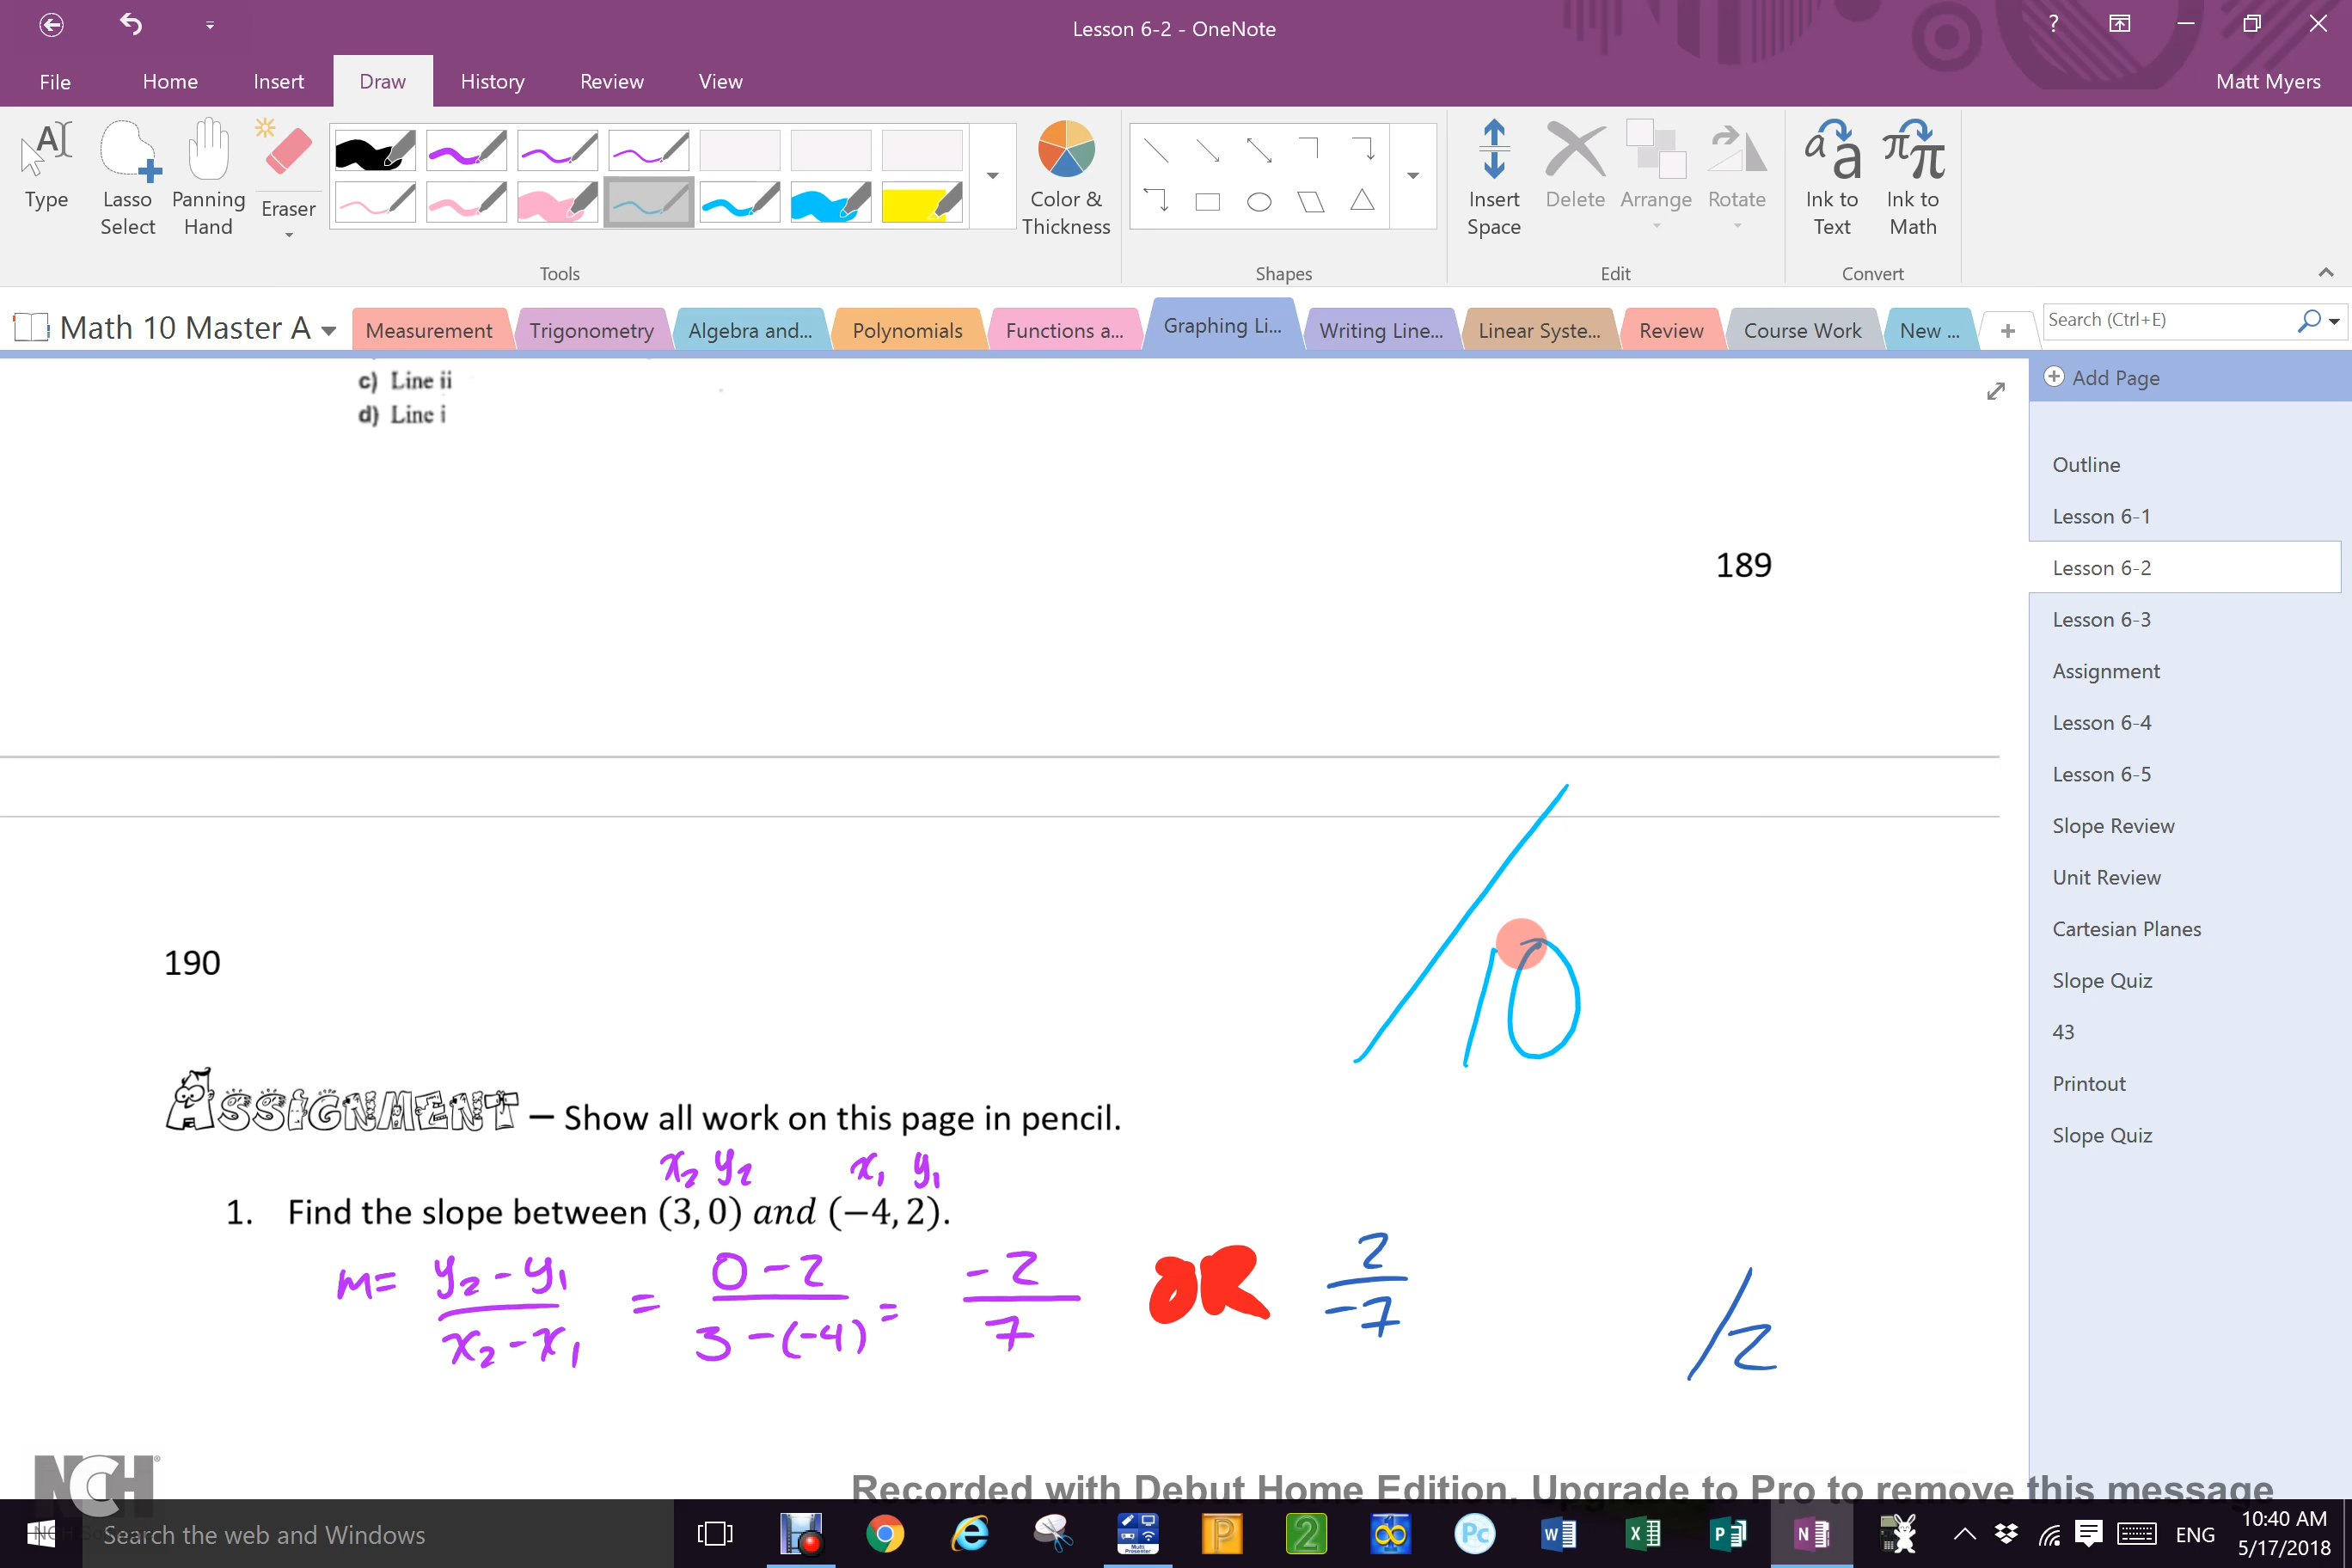 Lesson 6-2 - OneNote
?
File Home Insert Draw History Review View Matt Myers
Type Lasso Select Panning Hand Eraser Color & Thickness Insert Space Delete Arrange Rotate Ink to Text Ink to Math
Tools Shapes Edit Convert
Math 10 Master A Measurement Trigonometry Algebra and... Polynomials Functions a... Graphing Li... Writing Line... Linear Syste... Review Course Work New ... + Search (Ctrl+E)
c) Line ii
d) Line i
Add Page
Outline
Lesson 6-1
Lesson 6-2
Lesson 6-3
Assignment
Lesson 6-4
Lesson 6-5
Slope Review
Unit Review
Cartesian Planes
Slope Quiz
43
Printout
Slope Quiz
189
/10
190
ASSIGNMENT – Show all work on this page in pencil.
x₂ y₂ x₁ y₁
1. Find the slope between (3, 0) and (−4, 2).
m = y₂ - y₁ / x₂ - x₁ = 0 - 2 / 3 - (-4) = -2 / 7 OR 2 / -7
/2
NCH
Recorded with Debut Home Edition. Upgrade to Pro to remove this message
Search the web and Windows
ENG
10:40 AM
5/17/2018